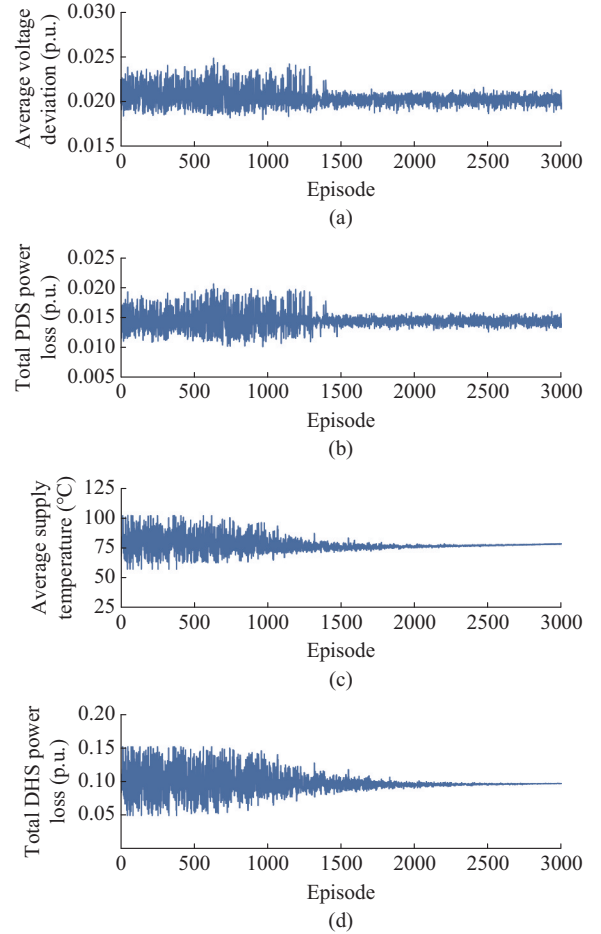 0.030
0.025
0.020
0.015
Average voltage
deviation (p.u.)
0 500 1000 1500 2000 2500 3000
Episode
(a)
0.025
0.020
0.015
0.010
0.005
Total PDS power
loss (p.u.)
0 500 1000 1500 2000 2500 3000
Episode
(b)
125
100
75
50
25
Average supply
temperature (°C)
0 500 1000 1500 2000 2500 3000
Episode
(c)
0.20
0.15
0.10
0.05
Total DHS power
loss (p.u.)
0 500 1000 1500 2000 2500 3000
Episode
(d)